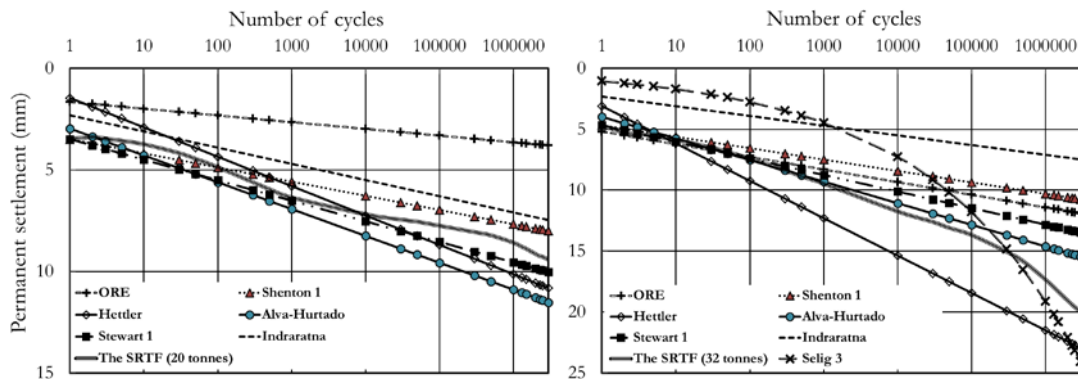 Number of cycles
1 10 100 1000 10000 100000 1000000
0
5
10
15
Permanent settlement (mm)
ORE Shenton 1
Hettler Alva-Hurtado
Stewart 1 Indraratna
The SRTF (20 tonnes)
Number of cycles
1 10 100 1000 10000 100000 1000000
0
5
10
15
20
25
ORE Shenton 1
Hettler Alva-Hurtado
Stewart 1 Indraratna
The SRTF (32 tonnes) Selig 3